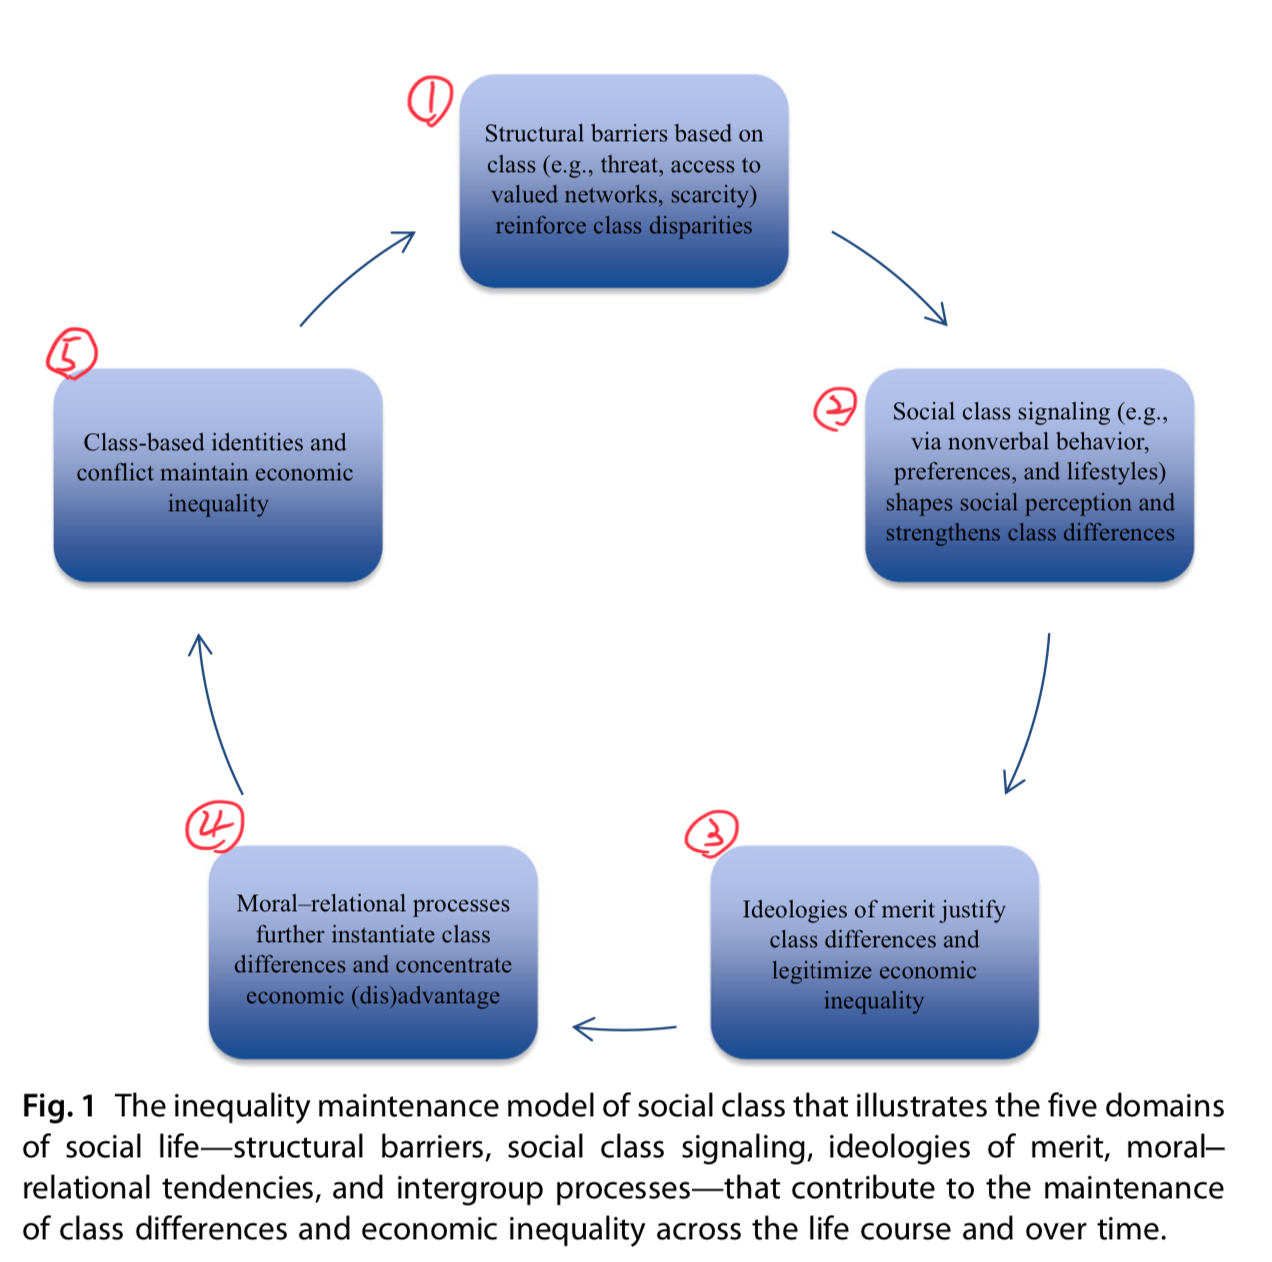 ①
Structural barriers based on
class (e.g., threat, access to
valued networks, scarcity)
reinforce class disparities
②
Social class signaling (e.g.,
via nonverbal behavior,
preferences, and lifestyles)
shapes social perception and
strengthens class differences
③
Ideologies of merit justify
class differences and
legitimize economic
inequality
④
Moral–relational processes
further instantiate class
differences and concentrate
economic (dis)advantage
⑤
Class-based identities and
conflict maintain economic
inequality
Fig. 1 The inequality maintenance model of social class that illustrates the five domains
of social life—structural barriers, social class signaling, ideologies of merit, moral–
relational tendencies, and intergroup processes—that contribute to the maintenance
of class differences and economic inequality across the life course and over time.